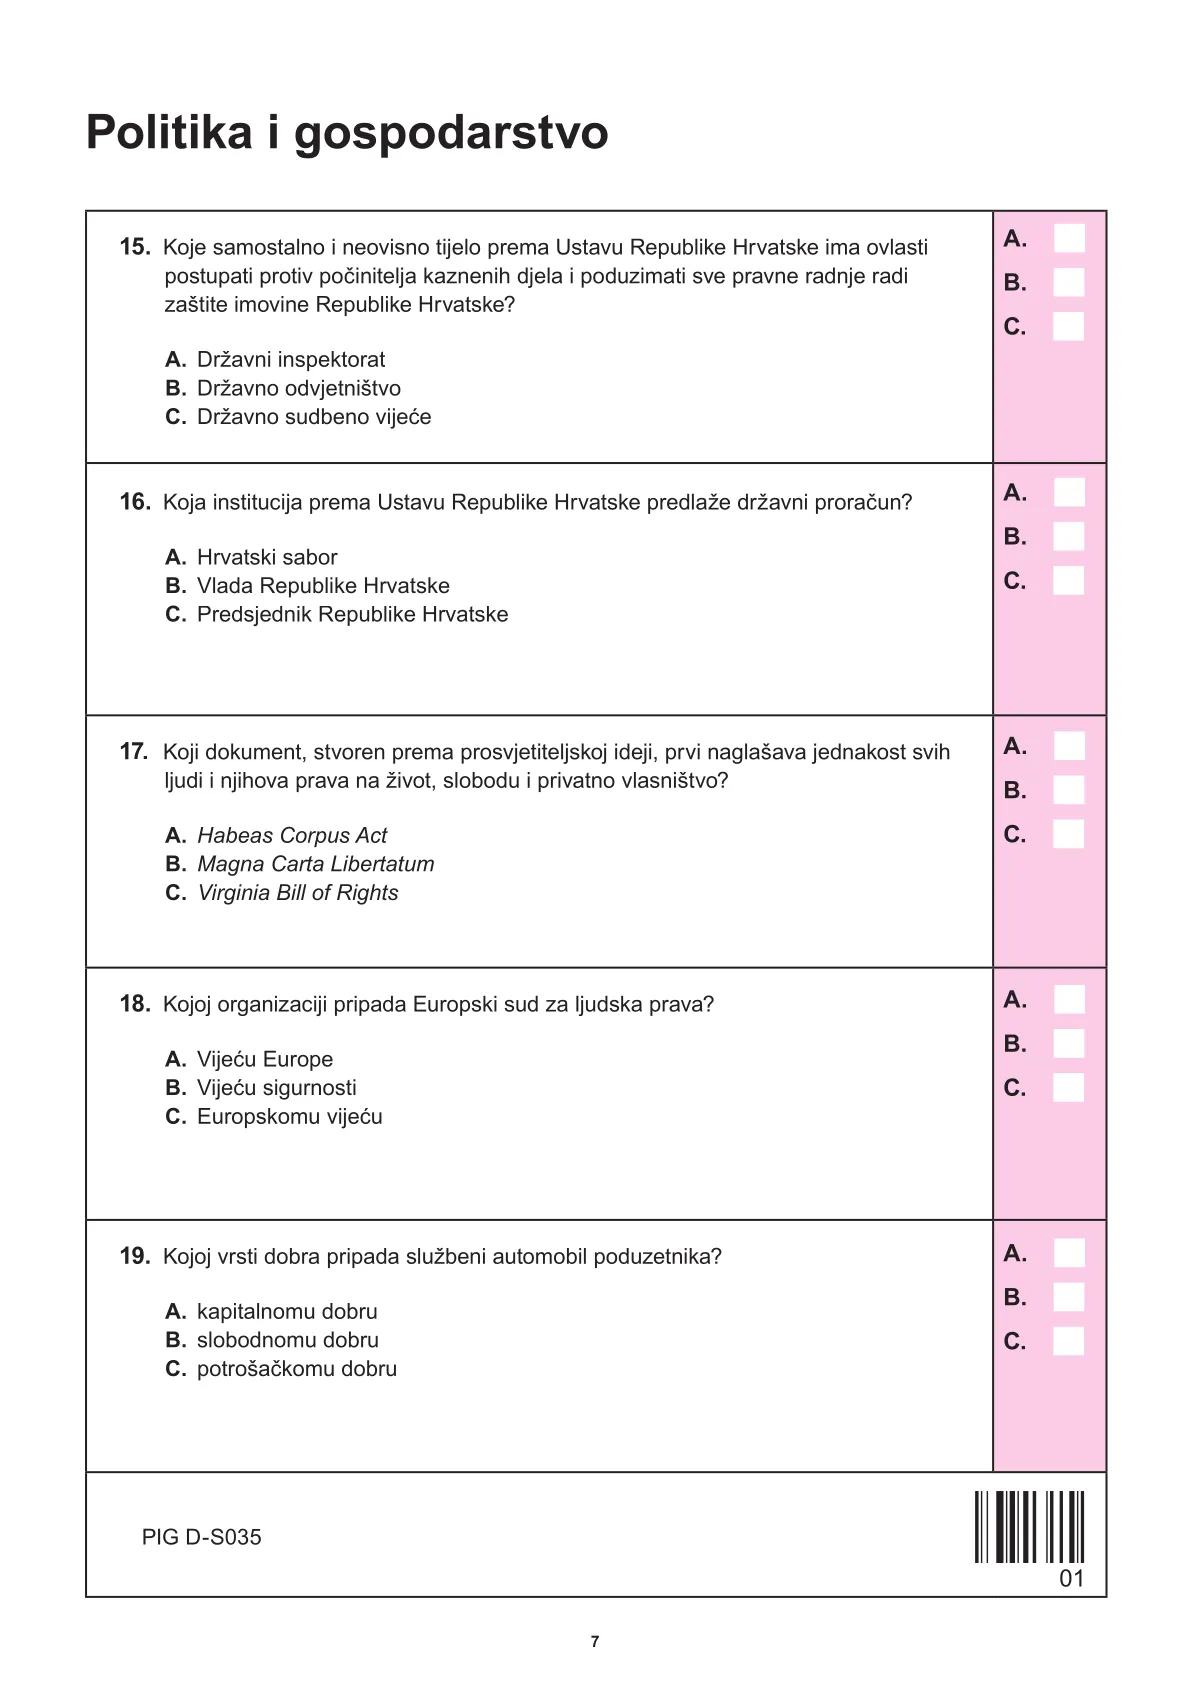 Politika i gospodarstvo
15. Koje samostalno i neovisno tijelo prema Ustavu Republike Hrvatske ima ovlasti
postupati protiv počinitelja kaznenih djela i poduzimati sve pravne radnje radi
zaštite imovine Republike Hrvatske?
A. Državni inspektorat
B. Državno odvjetništvo
C. Državno sudbeno vijeće
A.
B.
C.
16. Koja institucija prema Ustavu Republike Hrvatske predlaže državni proračun?
A. Hrvatski sabor
B. Vlada Republike Hrvatske
C. Predsjednik Republike Hrvatske
A.
B.
C.
17. Koji dokument, stvoren prema prosvjetiteljskoj ideji, prvi naglašava jednakost svih
ljudi i njihova prava na život, slobodu i privatno vlasništvo?
A. Habeas Corpus Act
B. Magna Carta Libertatum
C. Virginia Bill of Rights
A.
B.
C.
18. Kojoj organizaciji pripada Europski sud za ljudska prava?
A. Vijeću Europe
B. Vijeću sigurnosti
C. Europskomu vijeću
A.
B.
C.
19. Kojoj vrsti dobra pripada službeni automobil poduzetnika?
A. kapitalnomu dobru
B. slobodnomu dobru
C. potrošačkomu dobru
A.
B.
C.
PIG D-S035
01
7